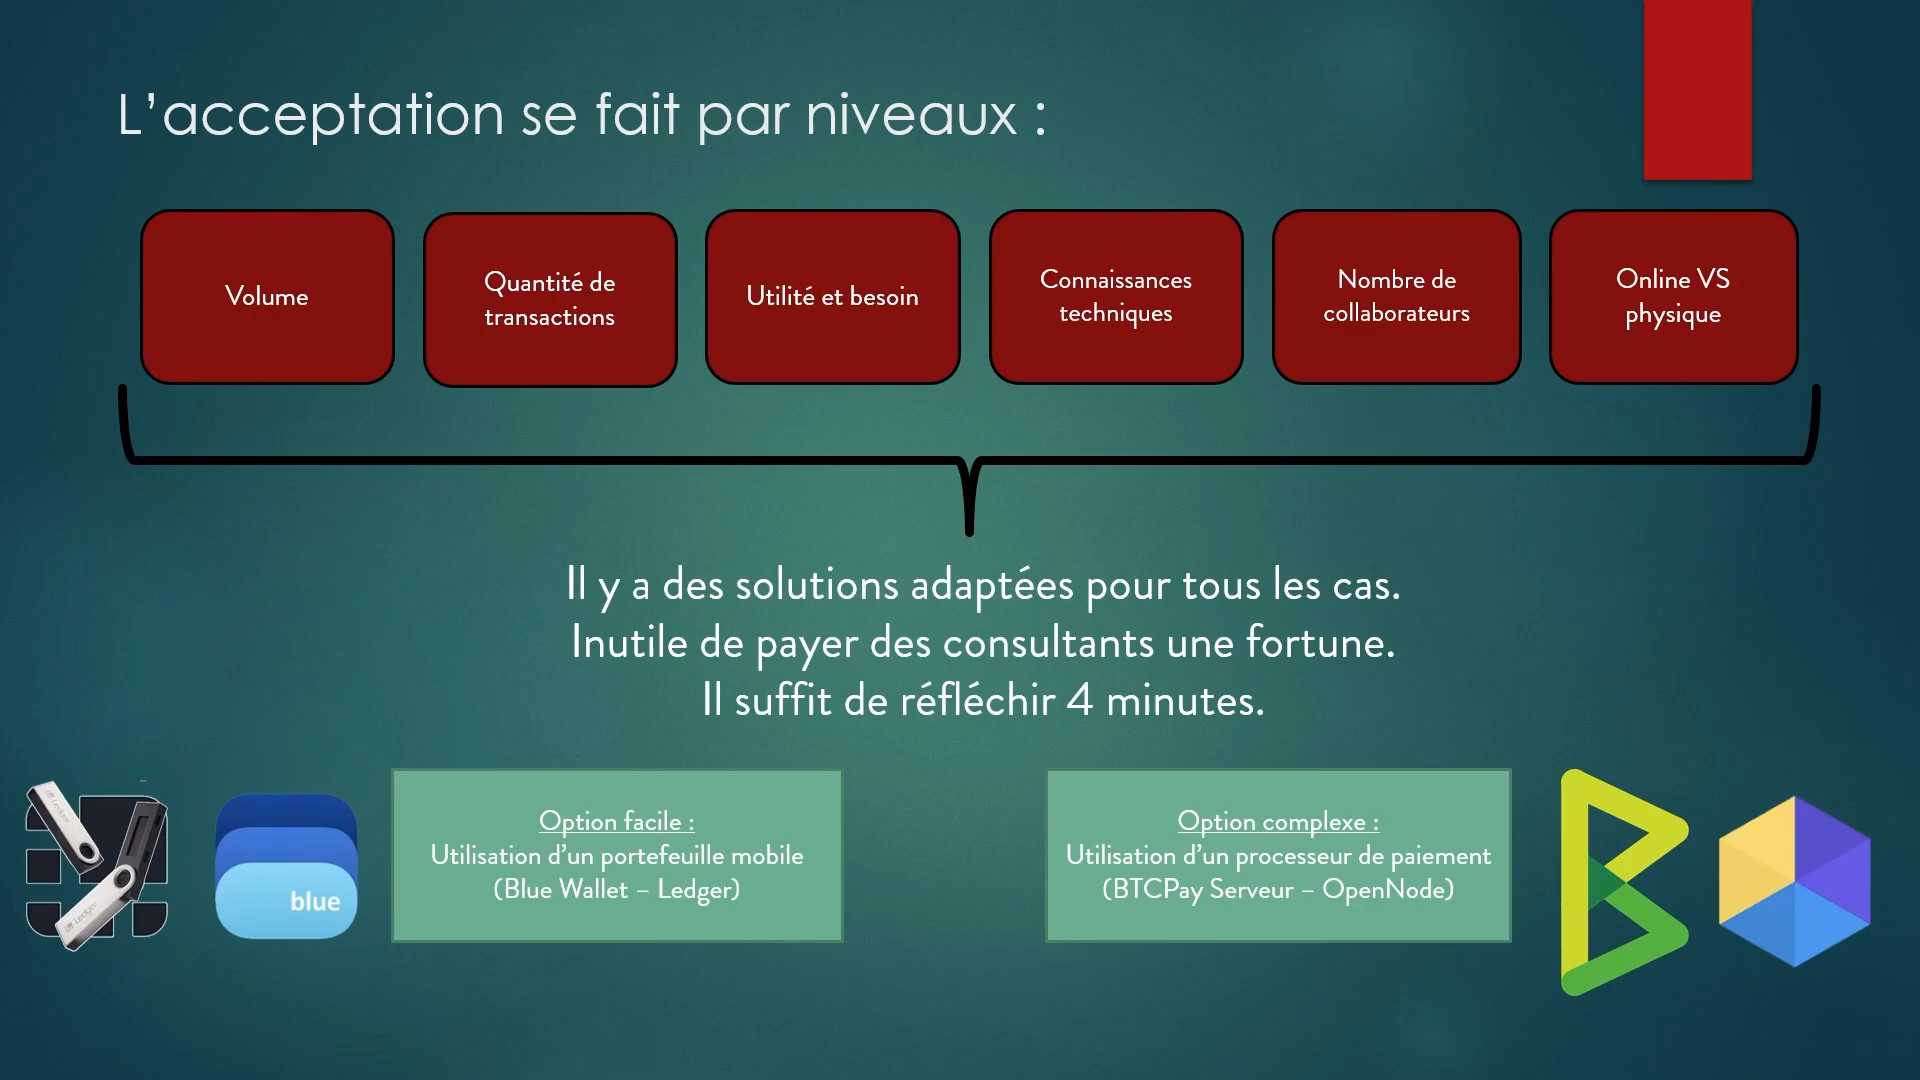 L’acceptation se fait par niveaux :
Volume
Quantité de
transactions
Utilité et besoin
Connaissances
techniques
Nombre de
collaborateurs
Online VS
physique
Il y a des solutions adaptées pour tous les cas.
Inutile de payer des consultants une fortune.
Il suffit de réfléchir 4 minutes.
Ledger
Ledger
blue
Option facile :
Utilisation d’un portefeuille mobile
(Blue Wallet – Ledger)
Option complexe :
Utilisation d’un processeur de paiement
(BTCPay Serveur – OpenNode)